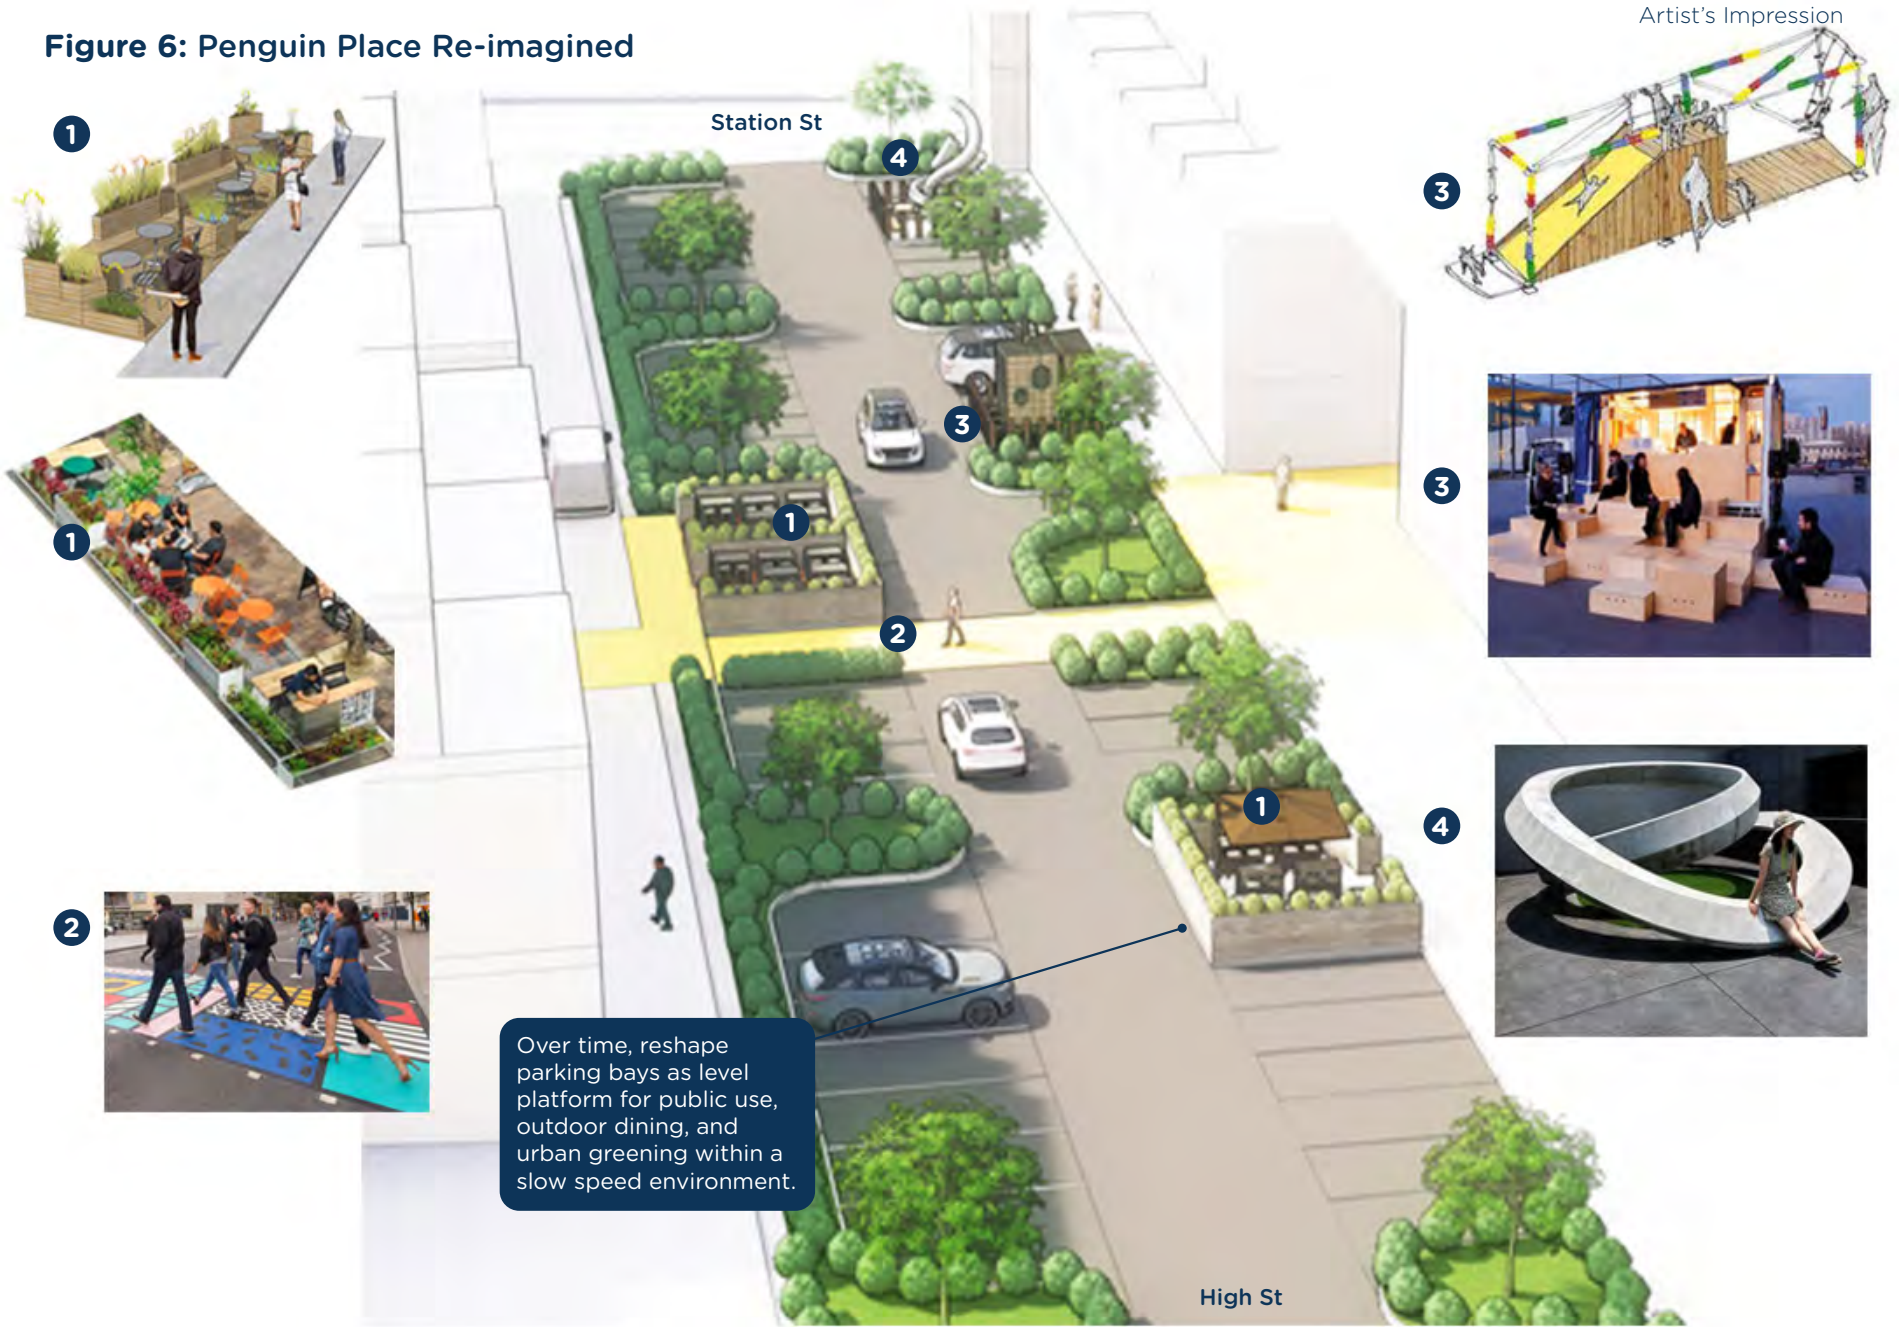 Artist's Impression
Figure 6: Penguin Place Re-imagined
1
Station St
4
3
3
3
1
1
2
1
4
2
Over time, reshape
parking bays as level
platform for public use,
outdoor dining, and
urban greening within a
slow speed environment.
High St